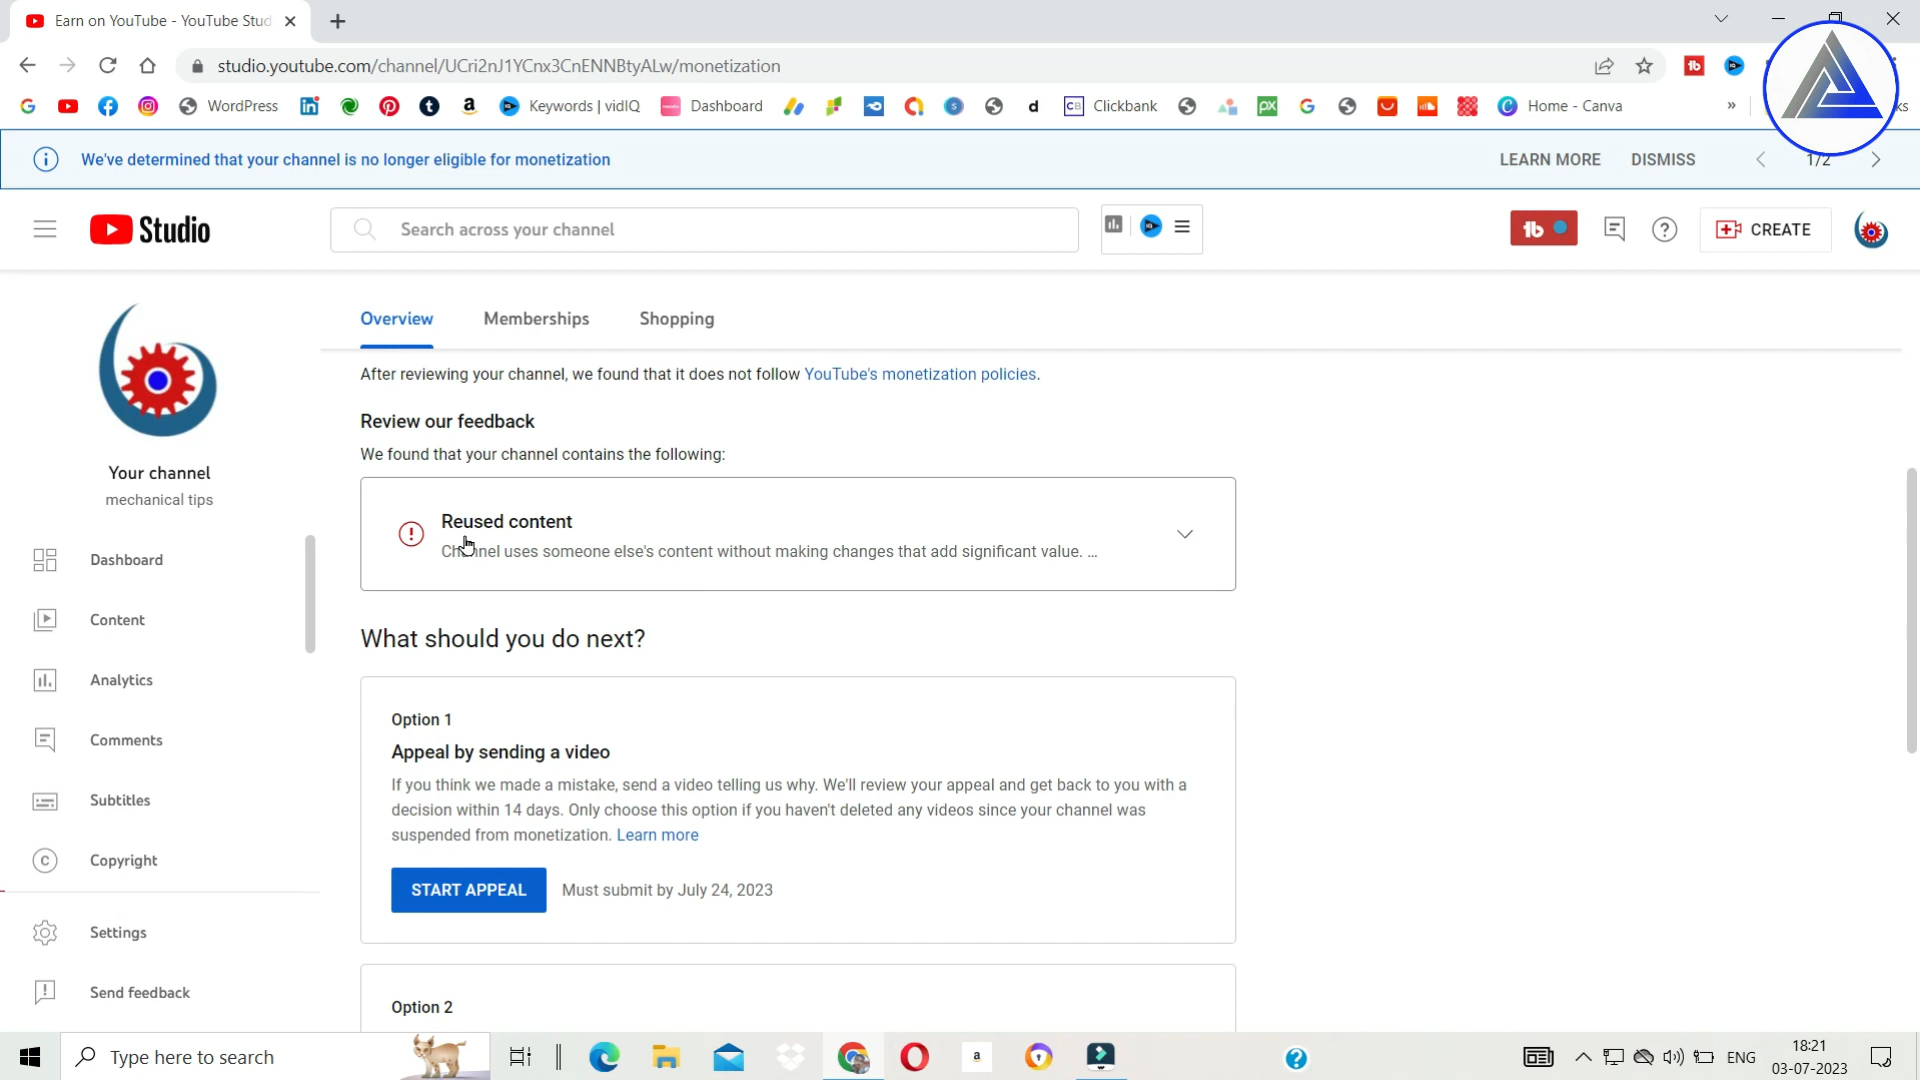 Earn on YouTube - YouTube Stud
studio.youtube.com/channel/UCri2nJ1YCnx3CnENNBtyALw/monetization
WordPress
Keywords | vidIQ
Dashboard
d
CB Clickbank
px
Home - Canva
»
We've determined that your channel is no longer eligible for monetization
LEARN MORE
DISMISS
1/2
Studio
Search across your channel
CREATE
Your channel
mechanical tips
Dashboard
Content
Analytics
Comments
Subtitles
Copyright
Settings
Send feedback
Overview
Memberships
Shopping
After reviewing your channel, we found that it does not follow YouTube's monetization policies.
Review our feedback
We found that your channel contains the following:
Reused content
Channel uses someone else's content without making changes that add significant value. ...
What should you do next?
Option 1
Appeal by sending a video
If you think we made a mistake, send a video telling us why. We'll review your appeal and get back to you with a
decision within 14 days. Only choose this option if you haven't deleted any videos since your channel was
suspended from monetization. Learn more
START APPEAL
Must submit by July 24, 2023
Option 2
Type here to search
ENG
18:21
03-07-2023